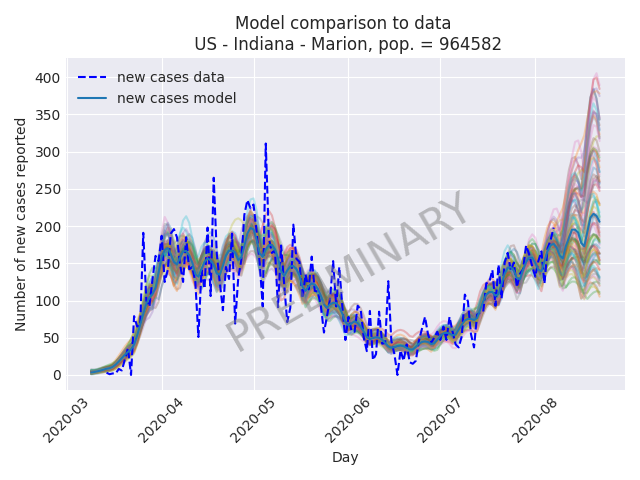 Model comparison to data
US - Indiana - Marion, pop. = 964582
new cases data
new cases model
Number of new cases reported
400
350
300
250
200
150
100
50
0
PRELIMINARY
2020-03
2020-04
2020-05
2020-06
2020-07
2020-08
Day